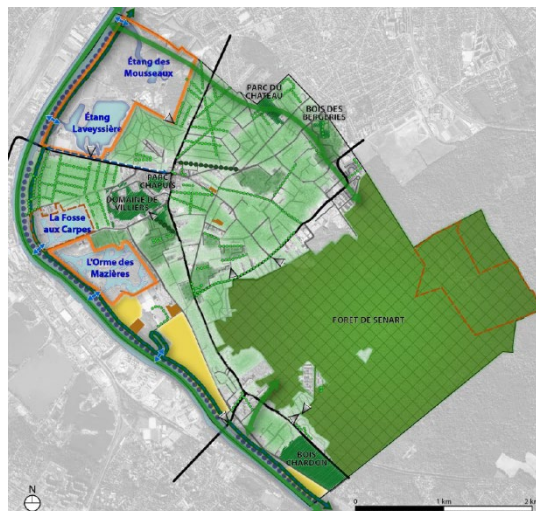 Étang des
Mousseaux
PARC DU
CHATEAU
BOIS DES
BERGERIES
Étang
Laveyssière
PARC
CHAPUIS
DOMAINE DE
VILLIERS
La Fosse
aux Carpes
L'Orme des
Mazières
FORET DE SENART
BOIS
CHARDON
N
0 1 km 2 km